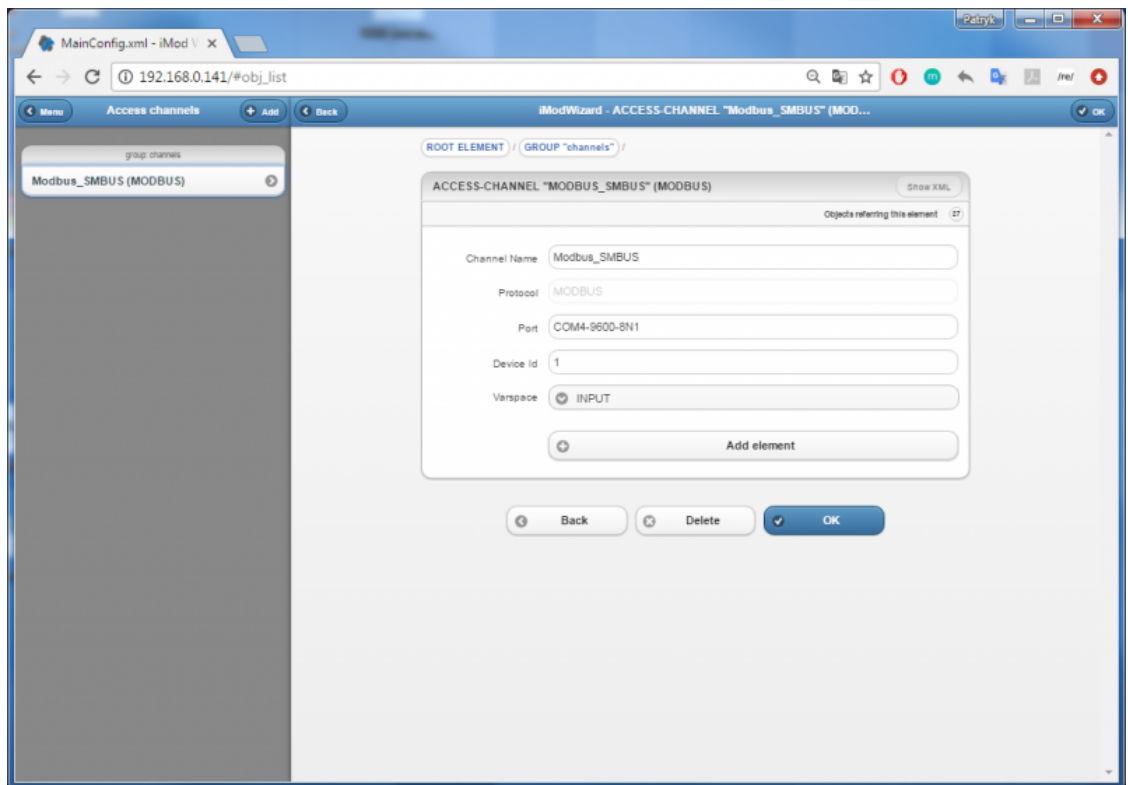 Patryk
MainConfig.xml - iMod V
192.168.0.141/#obj_list
/re/
Menu
Access channels
Add
Back
iModWizard - ACCESS-CHANNEL "Modbus_SMBUS" (MOD...
OK
group: channels
Modbus_SMBUS (MODBUS)
ROOT ELEMENT / GROUP "channels" /
ACCESS-CHANNEL "MODBUS_SMBUS" (MODBUS)
Show XML
Objects referring this element 27
Channel Name Modbus_SMBUS
Protocol MODBUS
Port COM4-9600-8N1
Device Id 1
Varspace INPUT
Add element
Back Delete OK